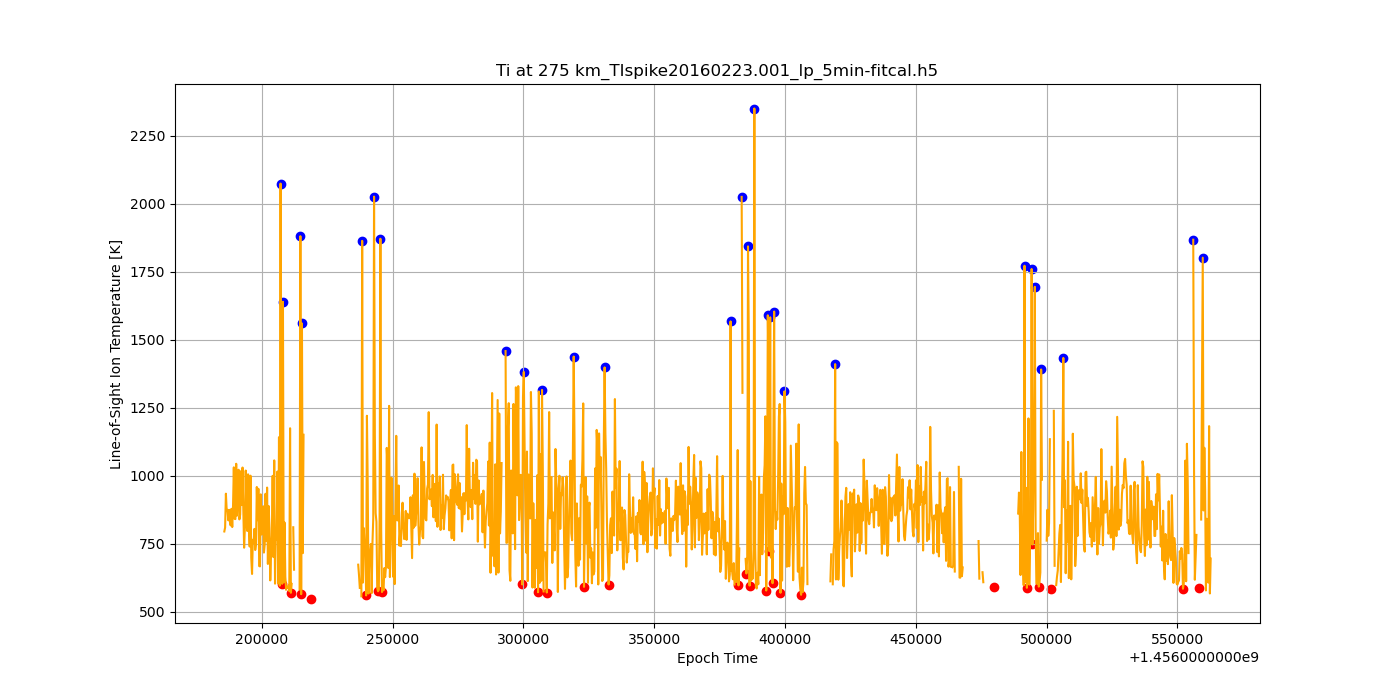 Ti at 275 km_TIspike20160223.001_lp_5min-fitcal.h5
Line-of-Sight Ion Temperature [K]
2250
2000
1750
1500
1250
1000
750
500
200000 250000 300000 350000 400000 450000 500000 550000
Epoch Time
+1.4560000000e9